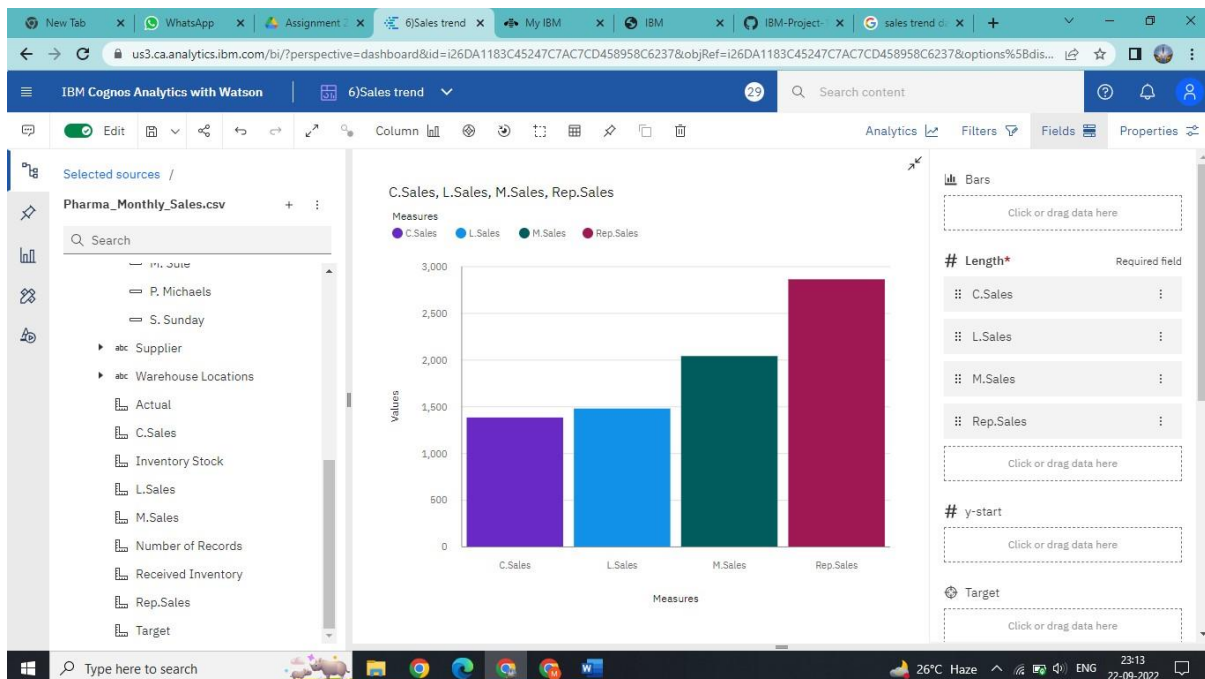 New Tab
WhatsApp
Assignment 2
6)Sales trend
My IBM
IBM
IBM-Project-1
sales trend d
us3.ca.analytics.ibm.com/bi/?perspective=dashboard&id=i26DA1183C45247C7AC7CD458958C6237&objRef=i26DA1183C45247C7AC7CD458958C6237&options%5Bdis...
IBM Cognos Analytics with Watson
6)Sales trend
29
Search content
Edit
Column
Analytics
Filters
Fields
Properties
Selected sources /
Pharma_Monthly_Sales.csv
Search
M. Sule
P. Michaels
S. Sunday
abc Supplier
abc Warehouse Locations
Actual
C.Sales
Inventory Stock
L.Sales
M.Sales
Number of Records
Received Inventory
Rep.Sales
Target
C.Sales, L.Sales, M.Sales, Rep.Sales
Measures
C.Sales L.Sales M.Sales Rep.Sales
3,000
2,500
2,000
1,500
1,000
500
0
Values
C.Sales L.Sales M.Sales Rep.Sales
Measures
Bars
Click or drag data here
# Length* Required field
C.Sales
L.Sales
M.Sales
Rep.Sales
Click or drag data here
# y-start
Click or drag data here
Target
Click or drag data here
Type here to search
26°C Haze
ENG
23:13
22-09-2022